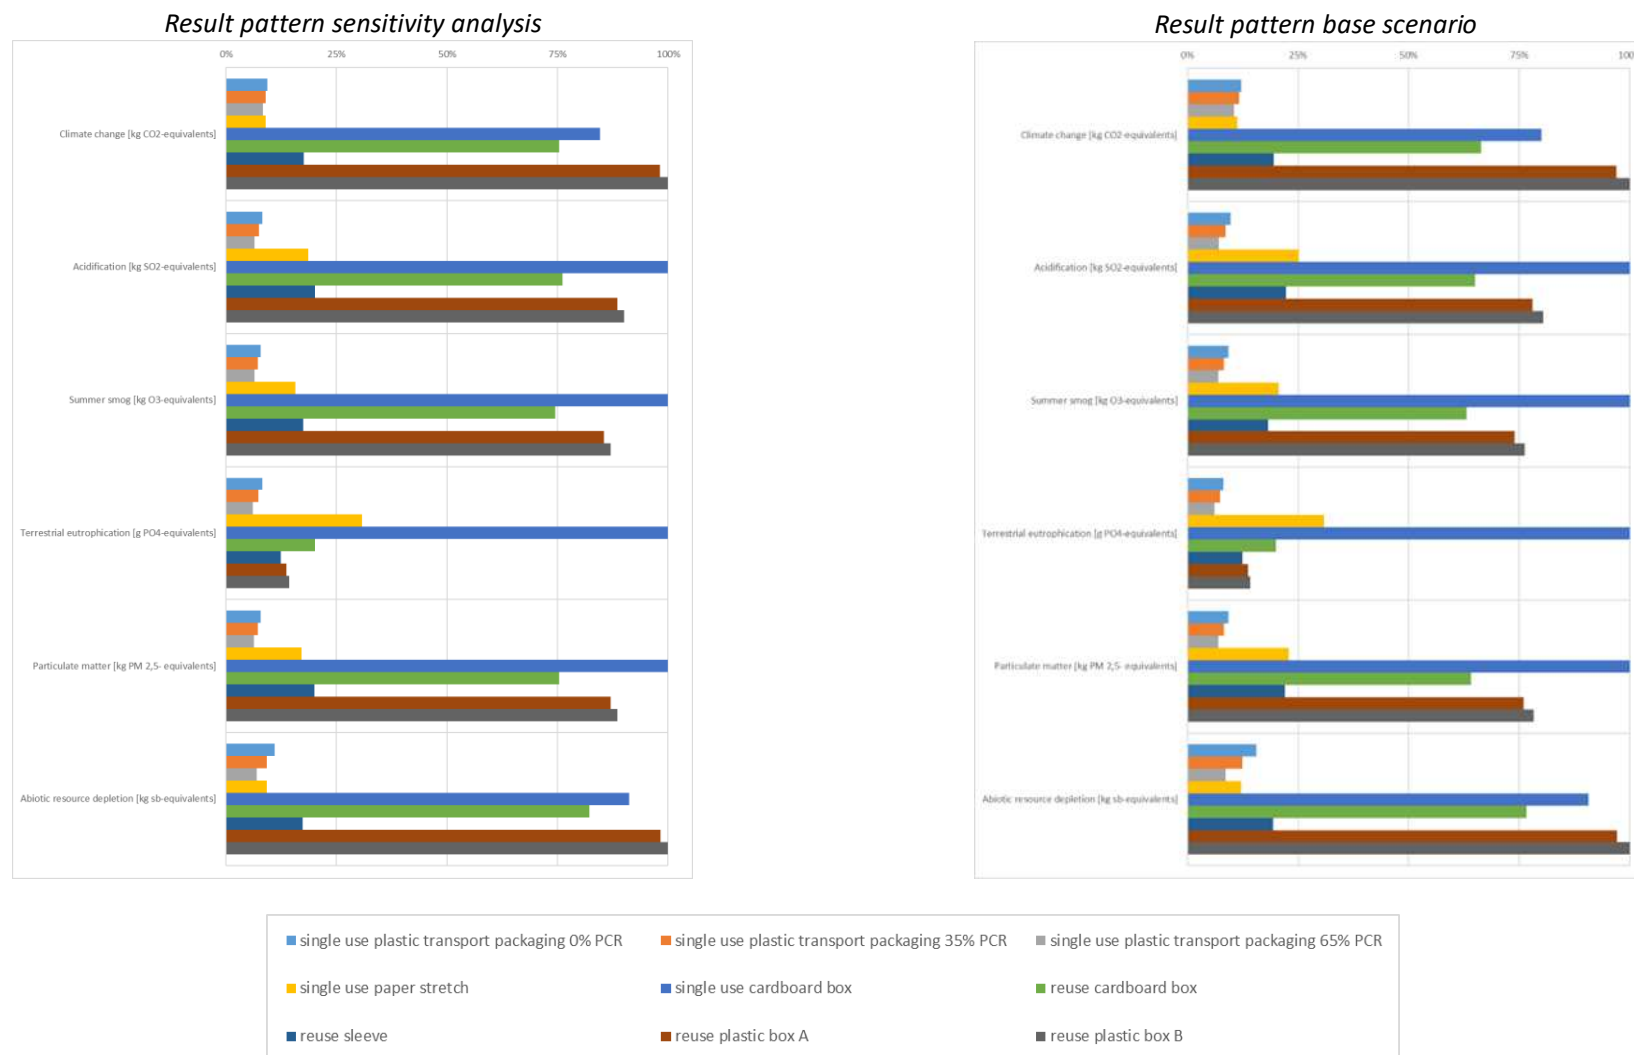 Result pattern sensitivity analysis
0% 25% 50% 75% 100%
Climate change [kg CO2-equivalents]
Acidification [kg SO2-equivalents]
Summer smog [kg O3-equivalents]
Terrestrial eutrophication [g PO4-equivalents]
Particulate matter [kg PM 2,5- equivalents]
Abiotic resource depletion [kg sb-equivalents]
Result pattern base scenario
0% 25% 50% 75% 100
Climate change [kg CO2-equivalents]
Acidification [kg SO2-equivalents]
Summer smog [kg O3-equivalents]
Terrestrial eutrophication [g PO4-equivalents]
Particulate matter [kg PM 2,5- equivalents]
Abiotic resource depletion [kg sb-equivalents]
single use plastic transport packaging 0% PCR single use plastic transport packaging 35% PCR single use plastic transport packaging 65% PCR
single use paper stretch single use cardboard box reuse cardboard box
reuse sleeve reuse plastic box A reuse plastic box B